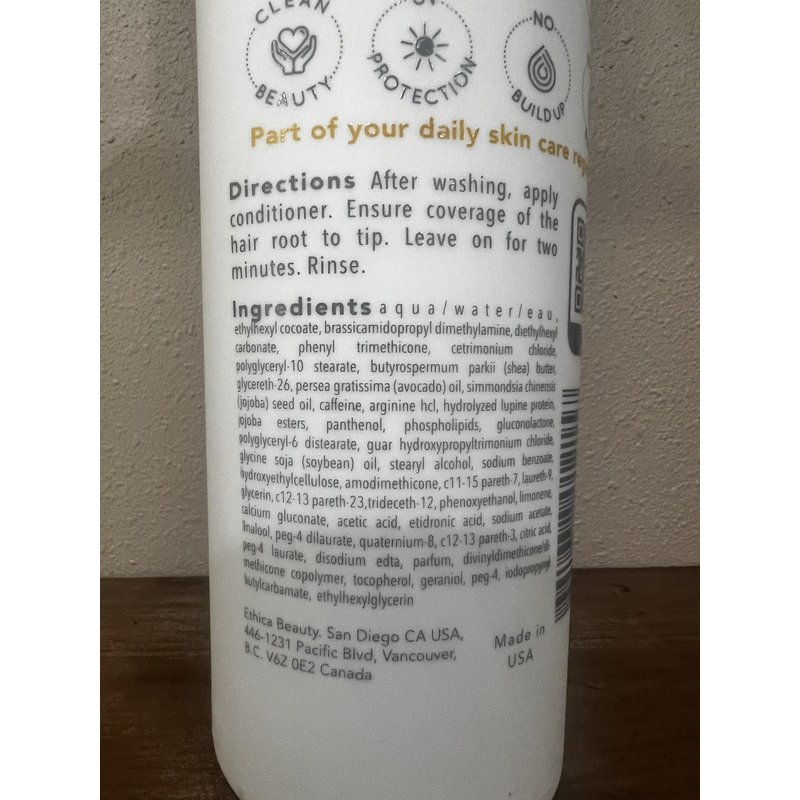 CLEAN
BEAUTY
UV
PROTECTION
NO
BUILDUP
Part of your daily skin care
Directions After washing, apply
conditioner. Ensure coverage of the
hair root to tip. Leave on for two
minutes. Rinse.
Ingredients aqua/water/eau,
ethylhexyl cocoate, brassicamidopropyl dimethylamine, diethylhexyl
carbonate, phenyl trimethicone, cetrimonium chloride,
polyglyceryl-10 stearate, butyrospermum parkii (shea) butter,
glycereth-26, persea gratissima (avocado) oil, simmondsia chinensis
(jojoba) seed oil, caffeine, arginine hcl, hydrolyzed lupine protein,
jojoba esters, panthenol, phospholipids, gluconolactone,
polyglyceryl-6 distearate, guar hydroxypropyltrimonium chloride,
glycine soja (soybean) oil, stearyl alcohol, sodium benzoate,
hydroxyethylcellulose, amodimethicone, c11-15 pareth-7, laureth-9,
glycerin, c12-13 pareth-23,trideceth-12, phenoxyethanol, limonene,
calcium gluconate, acetic acid, etidronic acid, sodium acetate,
linalool, peg-4 dilaurate, quaternium-8, c12-13 pareth-3, citric acid,
peg-4 laurate, disodium edta, parfum, divinyldimethicone/di-
methicone copolymer, tocopherol, geraniol, peg-4, iodopropynyl
butylcarbamate, ethylhexylglycerin
Ethica Beauty. San Diego CA USA,
446-1231 Pacific Blvd, Vancouver,
B.C. V6Z 0E2 Canada
Made in
USA